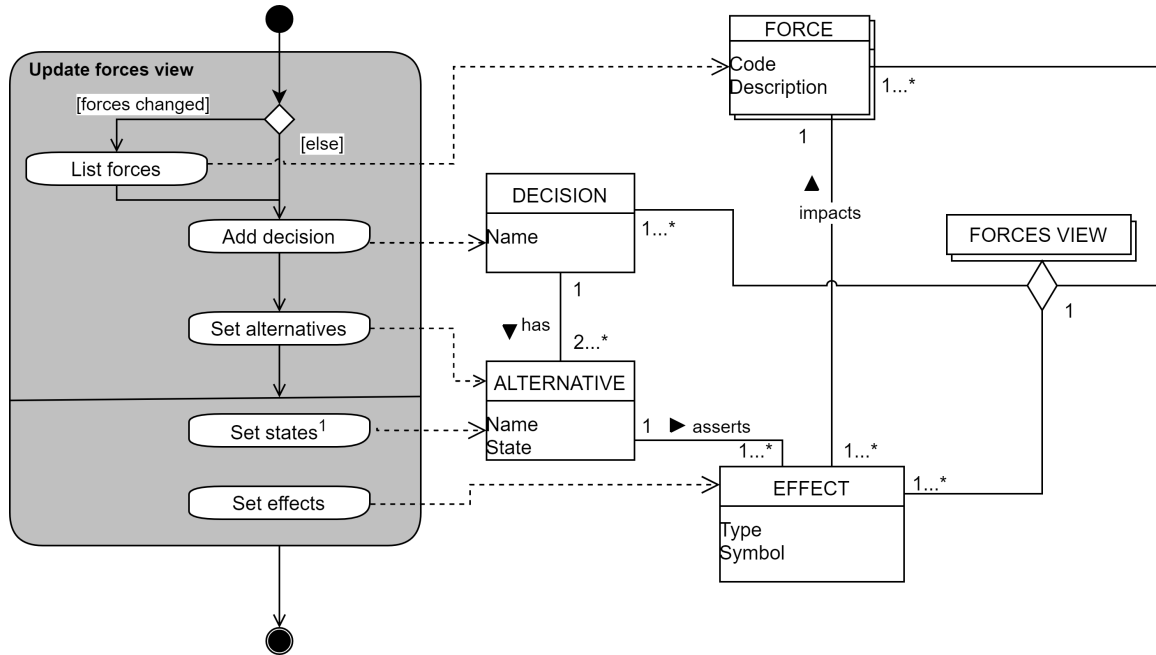 Update forces view
[forces changed]
[else]
List forces
Add decision
Set alternatives
Set states1
Set effects
FORCE
Code
Description
1...*
1
impacts
DECISION
Name
1...*
1
has
2...*
FORCES VIEW
1
ALTERNATIVE
Name
State
1
asserts
1...*
1...*
1...*
EFFECT
Type
Symbol